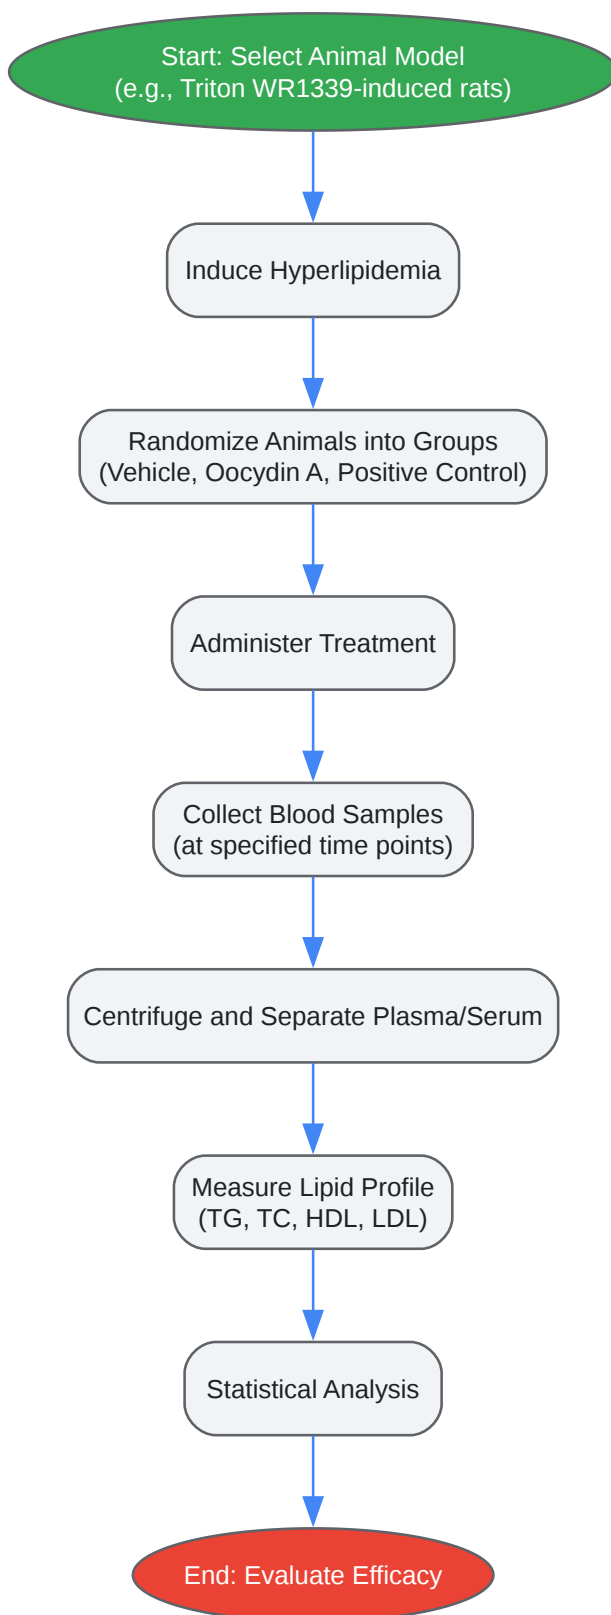 Start: Select Animal Model
(e.g., Triton WR1339-induced rats)
Induce Hyperlipidemia
Randomize Animals into Groups
(Vehicle, Oocydin A, Positive Control)
Administer Treatment
Collect Blood Samples
(at specified time points)
Centrifuge and Separate Plasma/Serum
Measure Lipid Profile
(TG, TC, HDL, LDL)
Statistical Analysis
End: Evaluate Efficacy